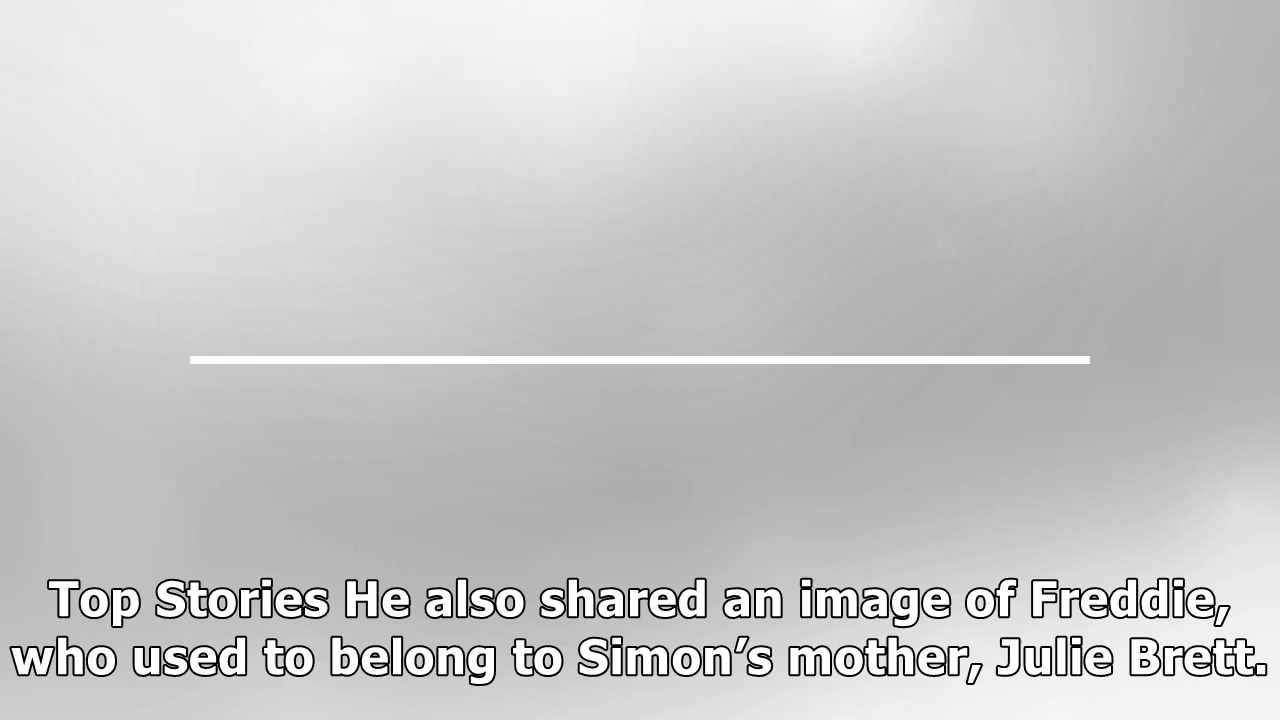 Top Stories He also shared an image of Freddie,
who used to belong to Simon’s mother, Julie Brett.